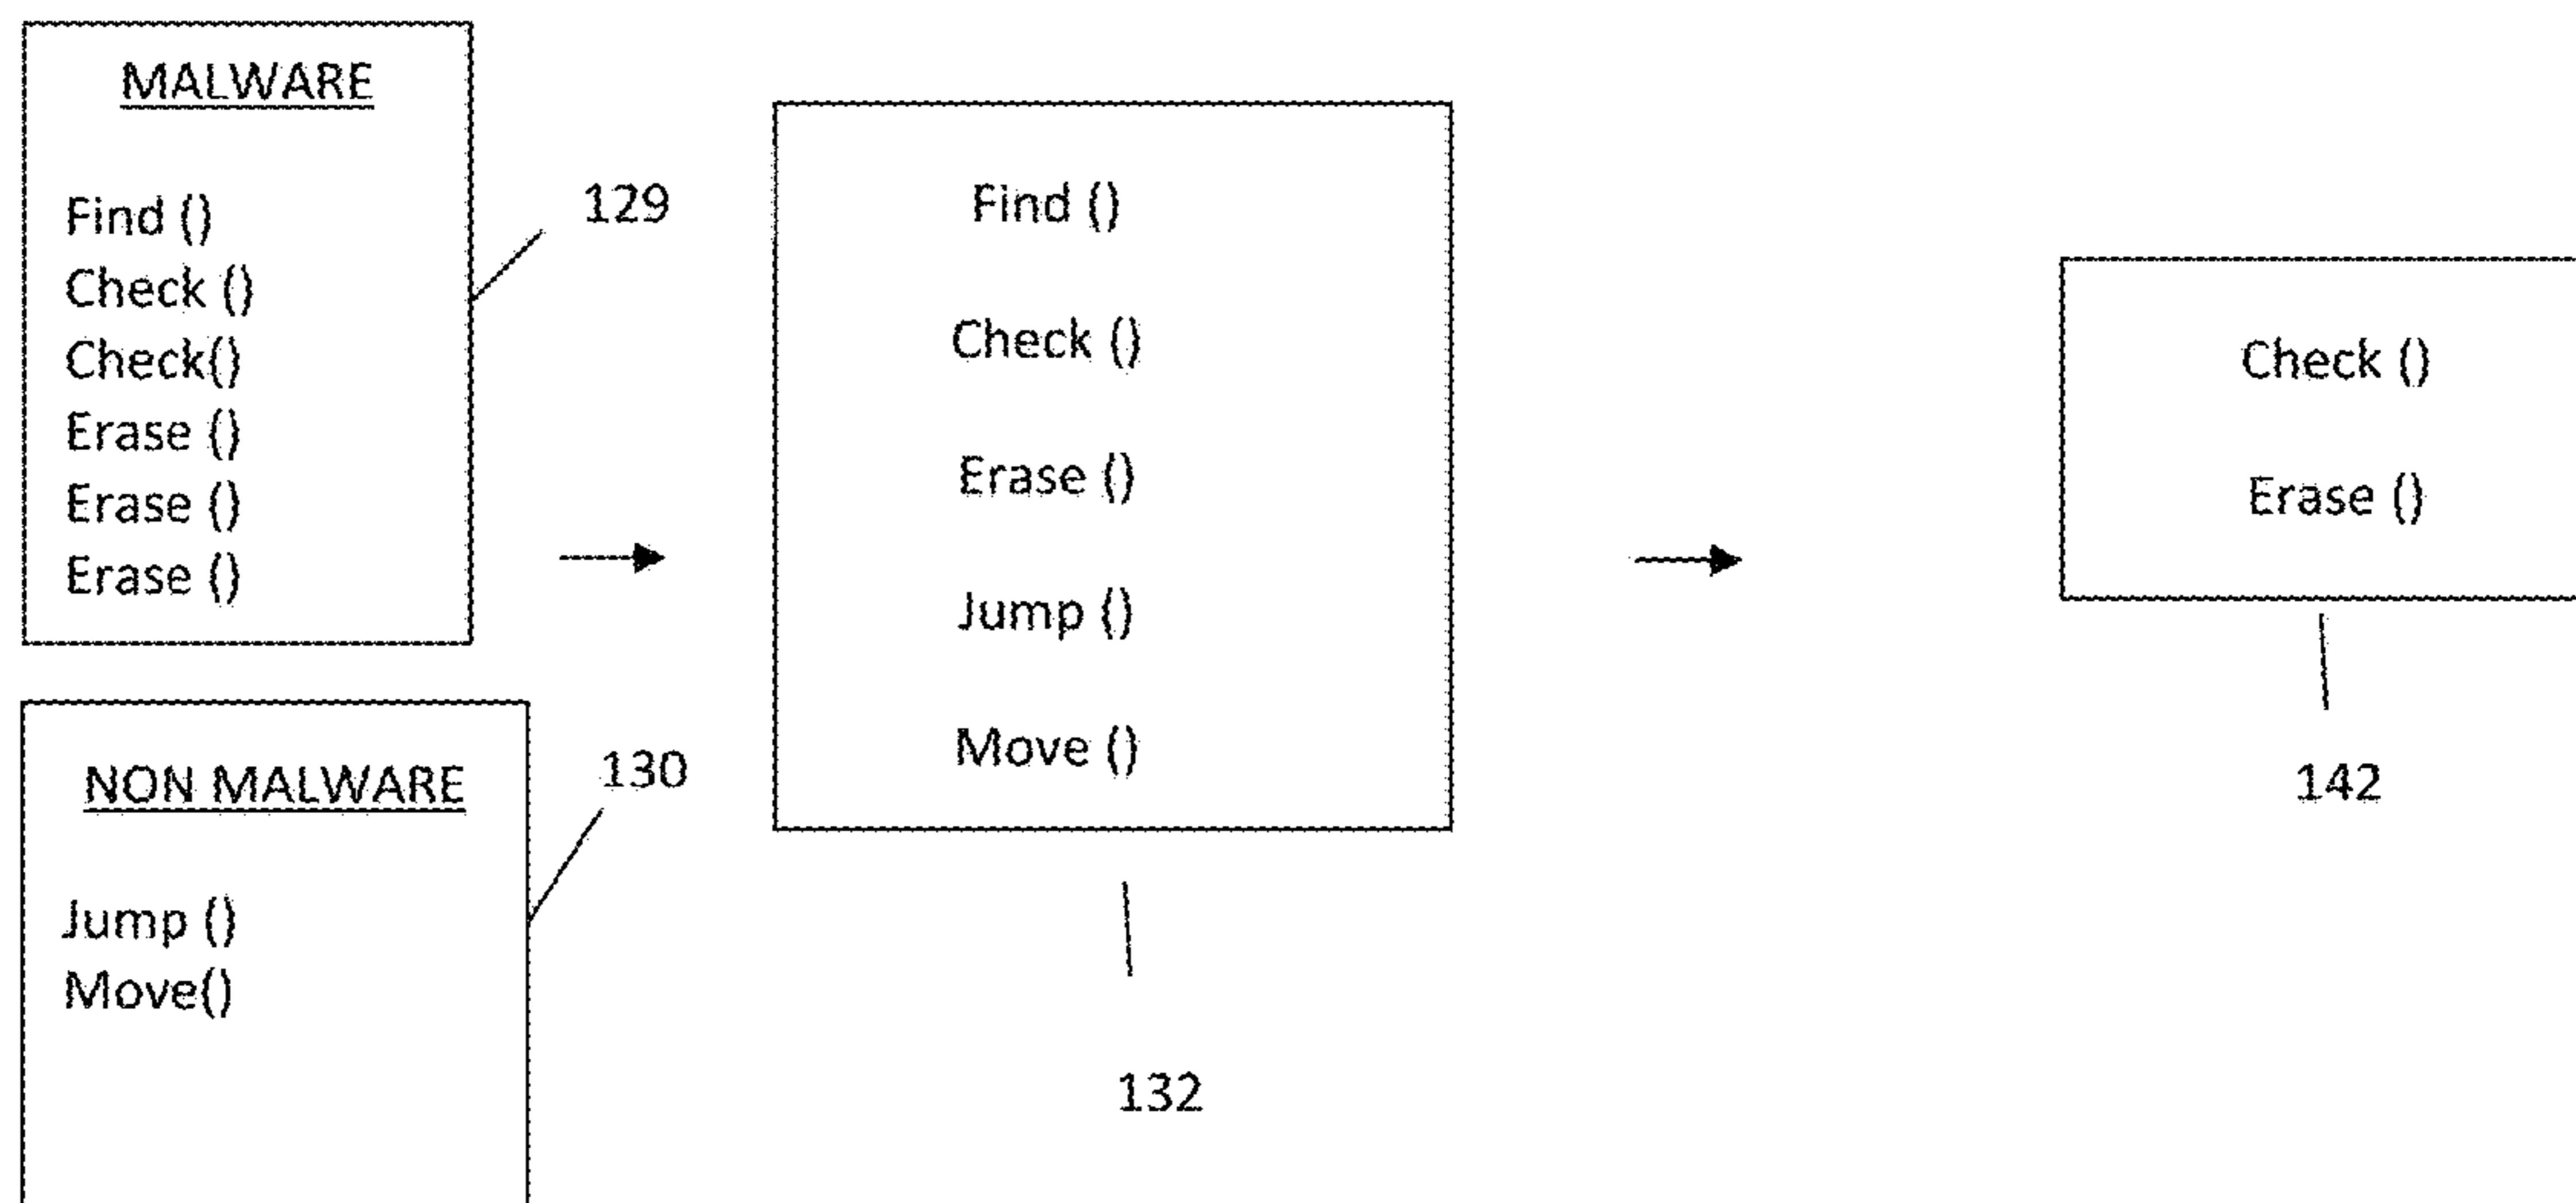 MALWARE
Find ()
Check ()
Check()
Erase ()
Erase ()
Erase ()
129
NON MALWARE
Jump ()
Move()
130
Find ()
Check ()
Erase ()
Jump ()
Move ()
132
Check ()
Erase ()
142